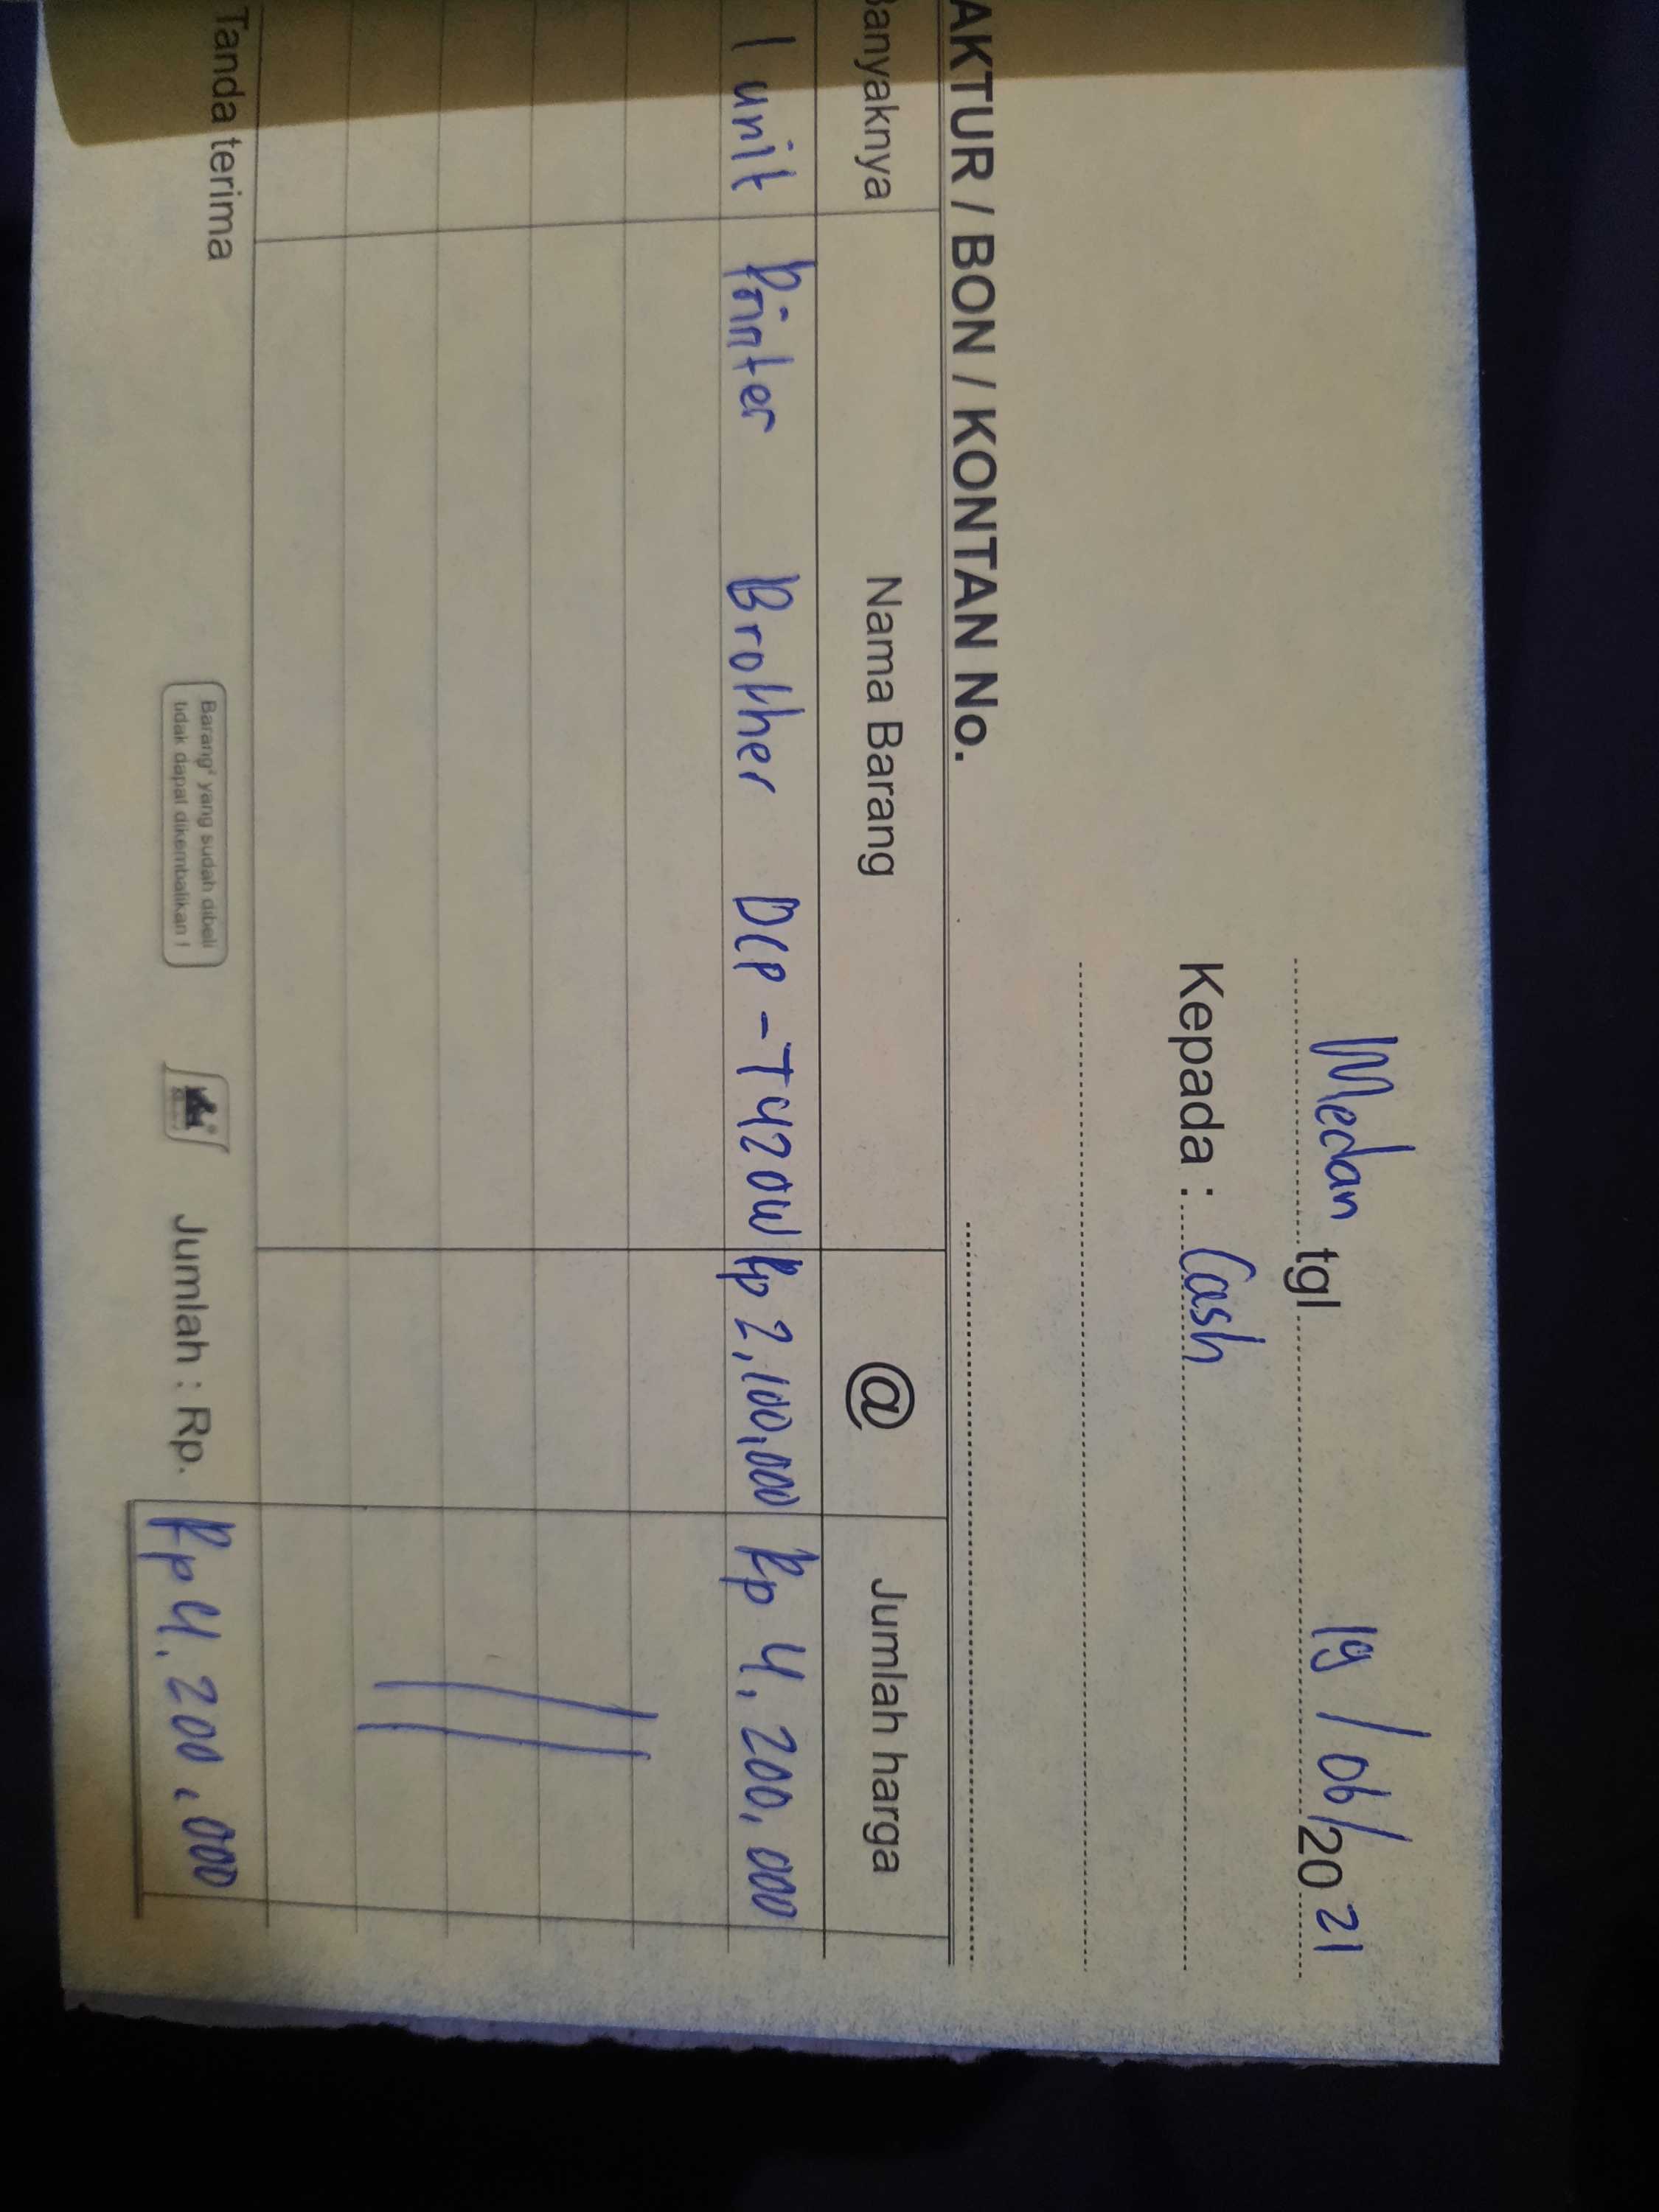 Medan tgl 19/06/2021
Kepada : Cash
AKTUR / BON / KONTAN No.
Banyaknya Nama Barang @ Jumlah harga
1 unit Printer Brother DCP-T420W Rp 2,100,000 Rp 4,200,000
Tanda terima Jumlah : Rp. Rp 4,200,000
Barang² yang sudah dibeli
tidak dapat dikembalikan !